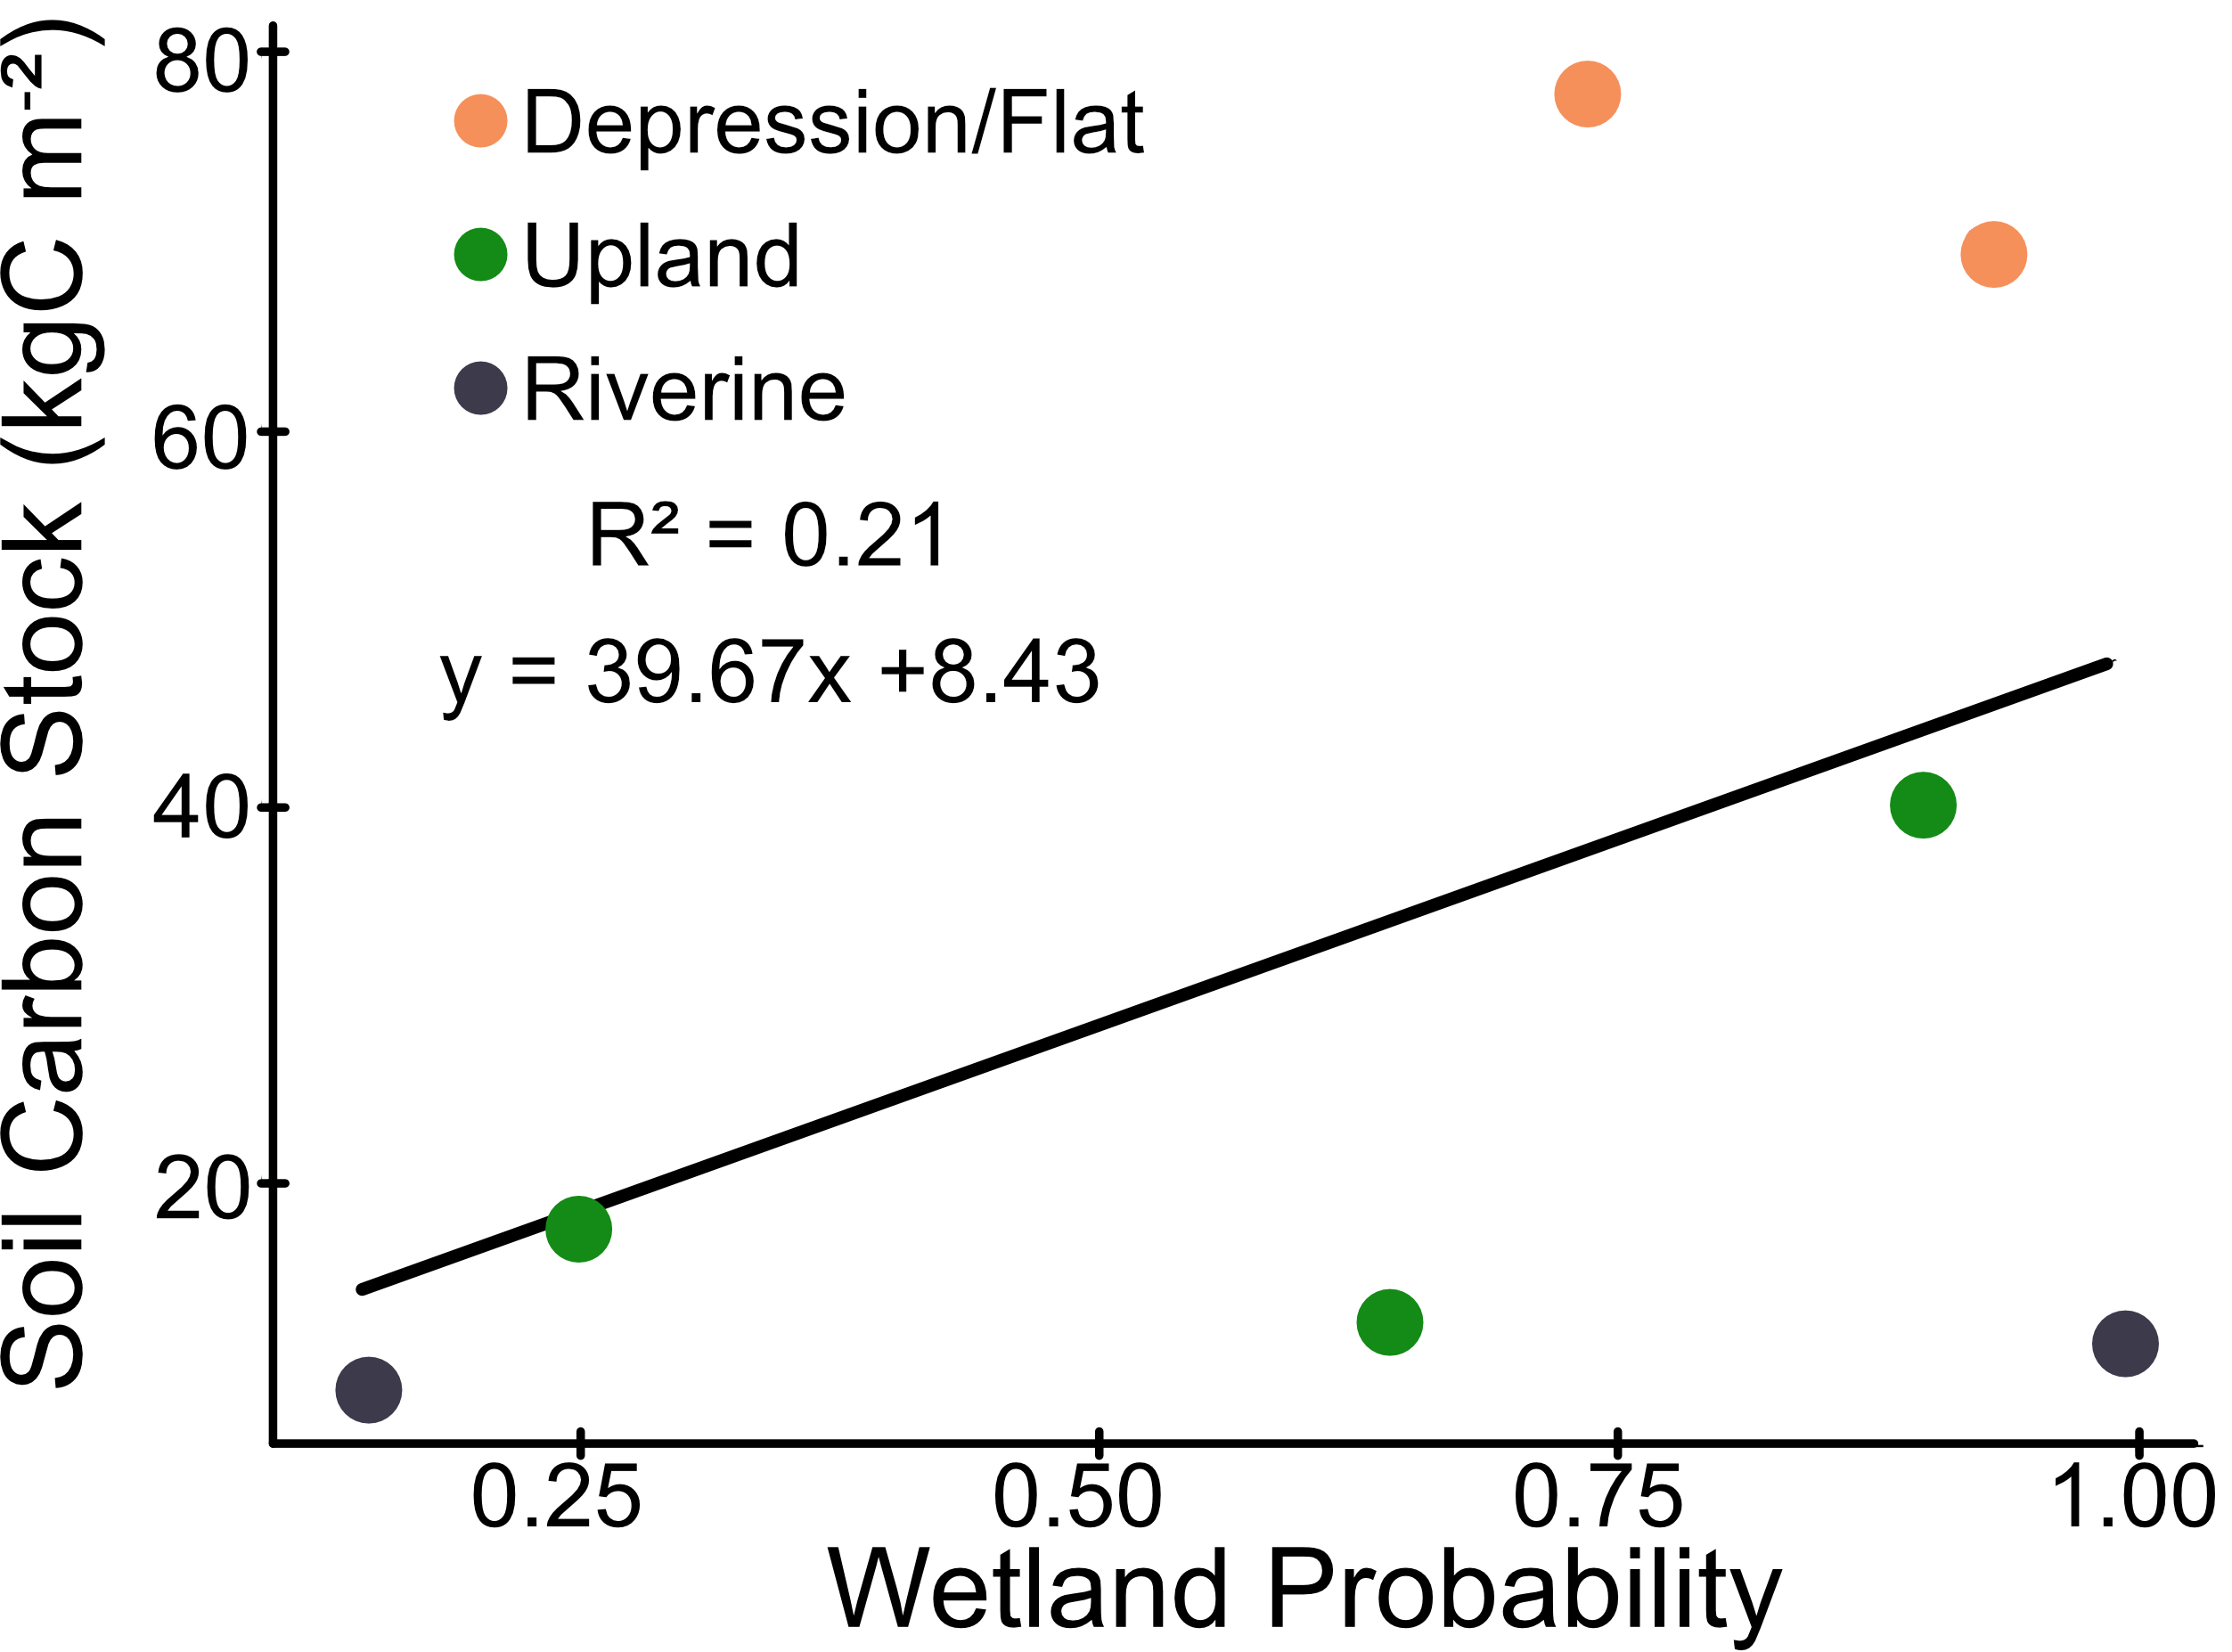 Soil Carbon Stock (kgC m⁻²)
80
60
40
20
Depression/Flat
Upland
Riverine
R² = 0.21
y = 39.67x +8.43
0.25 0.50 0.75 1.00
Wetland Probability